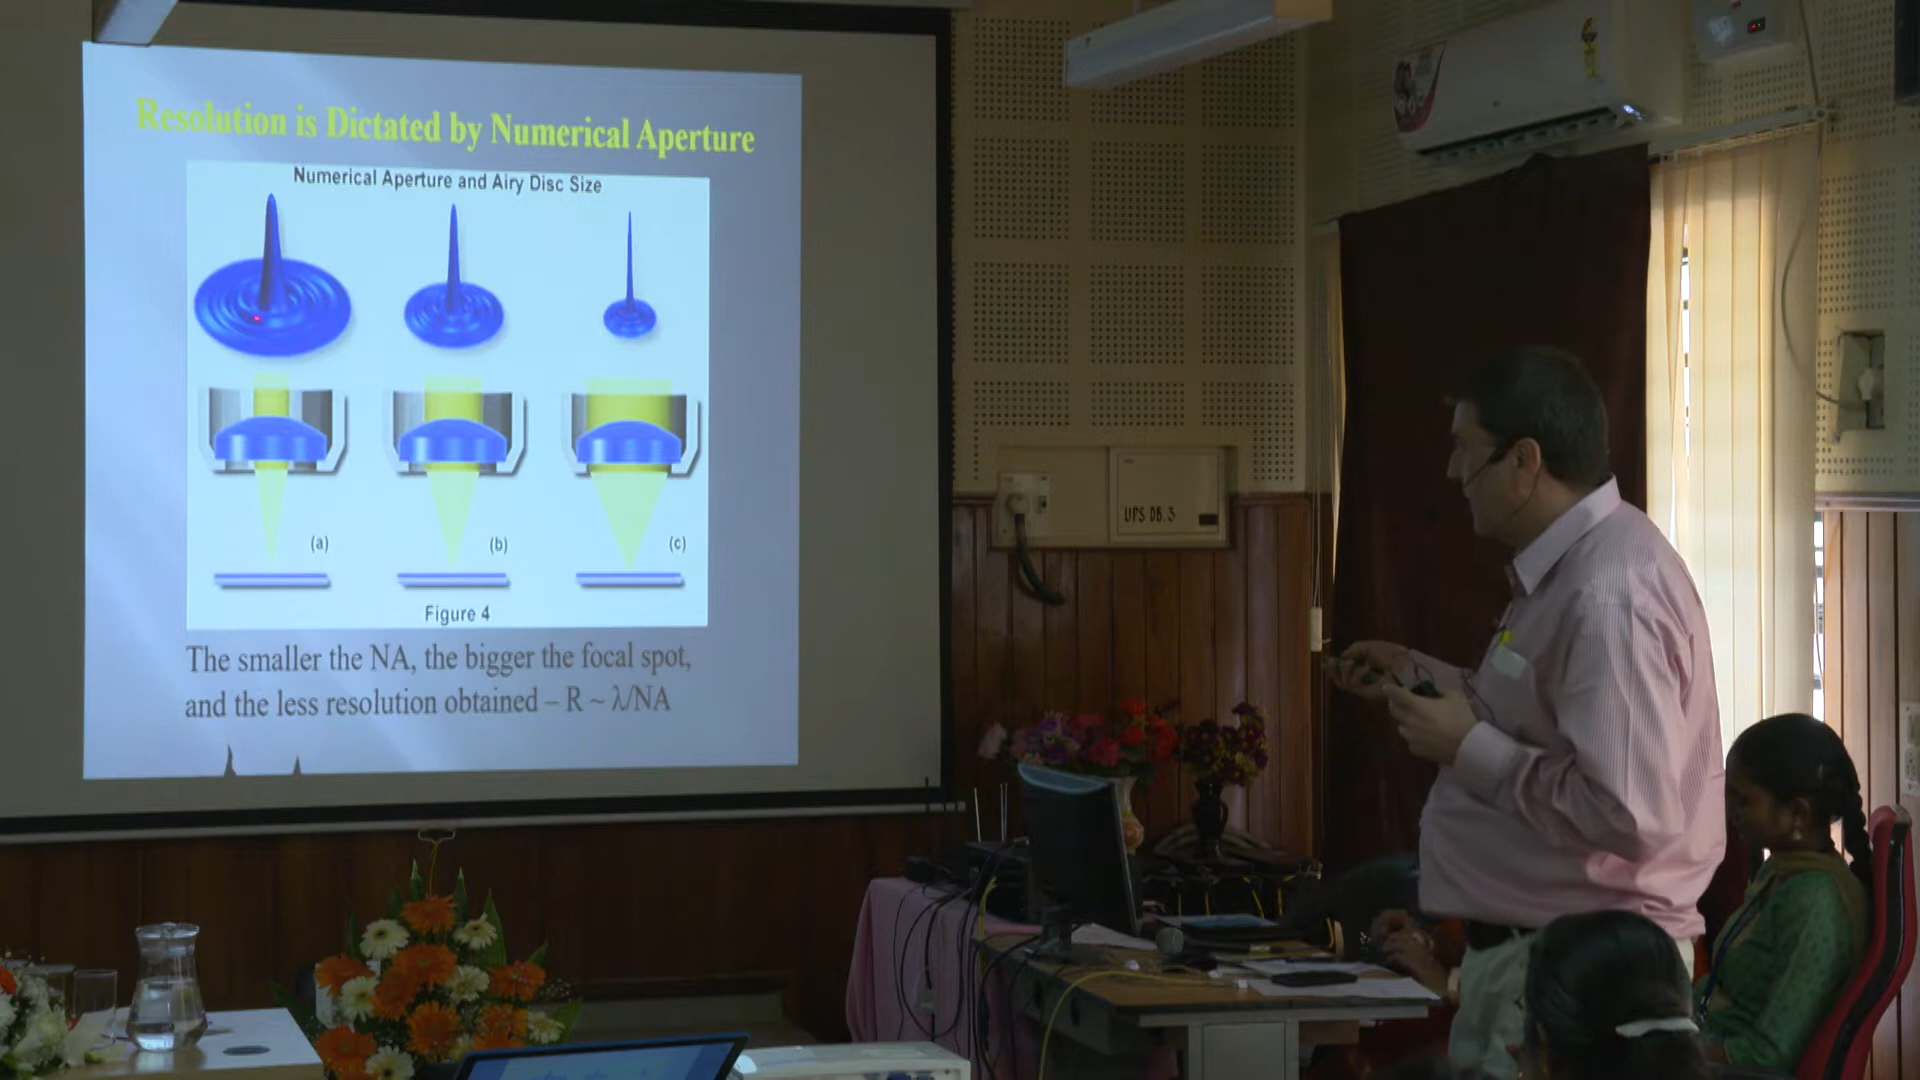 Resolution is Dictated by Numerical Aperture
Numerical Aperture and Airy Disc Size
(a)
(b)
(c)
Figure 4
The smaller the NA, the bigger the focal spot,
and the less resolution obtained – R ~ λ/NA
UPS DB.3